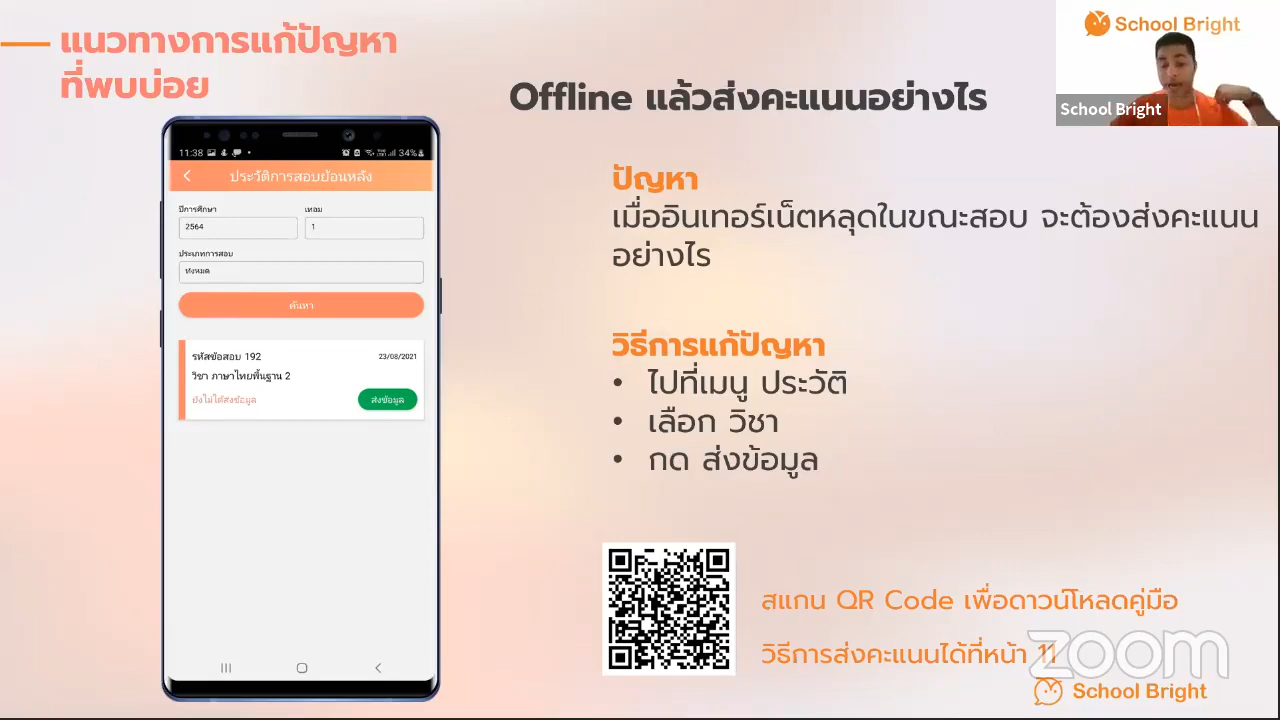 แนวทางการแก้ปัญหา
ที่พบบ่อย
Offline แล้วส่งคะแนนอย่างไร
School Bright
School Bright
11:38
34%
ประวัติการสอบย้อนหลัง
ปีการศึกษา
เทอม
2564
1
ประเภทการสอบ
ทั้งหมด
ค้นหา
รหัสข้อสอบ 192
23/08/2021
วิชา ภาษาไทยพื้นฐาน 2
ยังไม่ได้ส่งข้อมูล
ส่งข้อมูล
ปัญหา
เมื่ออินเทอร์เน็ตหลุดในขณะสอบ จะต้องส่งคะแนน
อย่างไร
วิธีการแก้ปัญหา
• ไปที่เมนู ประวัติ
• เลือก วิชา
• กด ส่งข้อมูล
สแกน QR Code เพื่อดาวน์โหลดคู่มือ
วิธีการส่งคะแนนได้ที่หน้า 11
zoom
School Bright